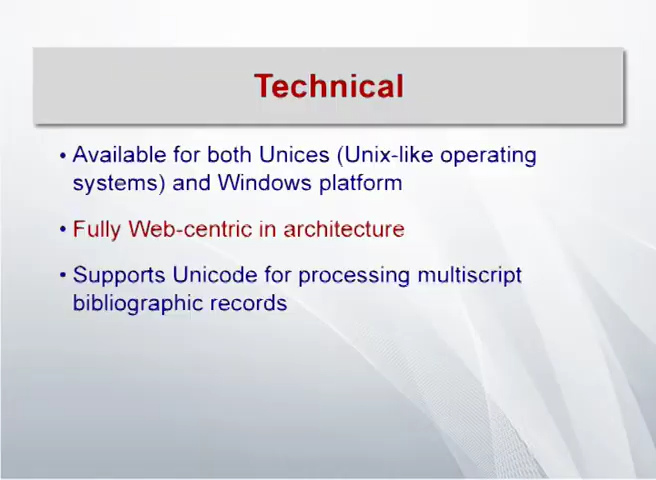 Technical
• Available for both Unices (Unix-like operating
systems) and Windows platform
• Fully Web-centric in architecture
• Supports Unicode for processing multiscript
bibliographic records